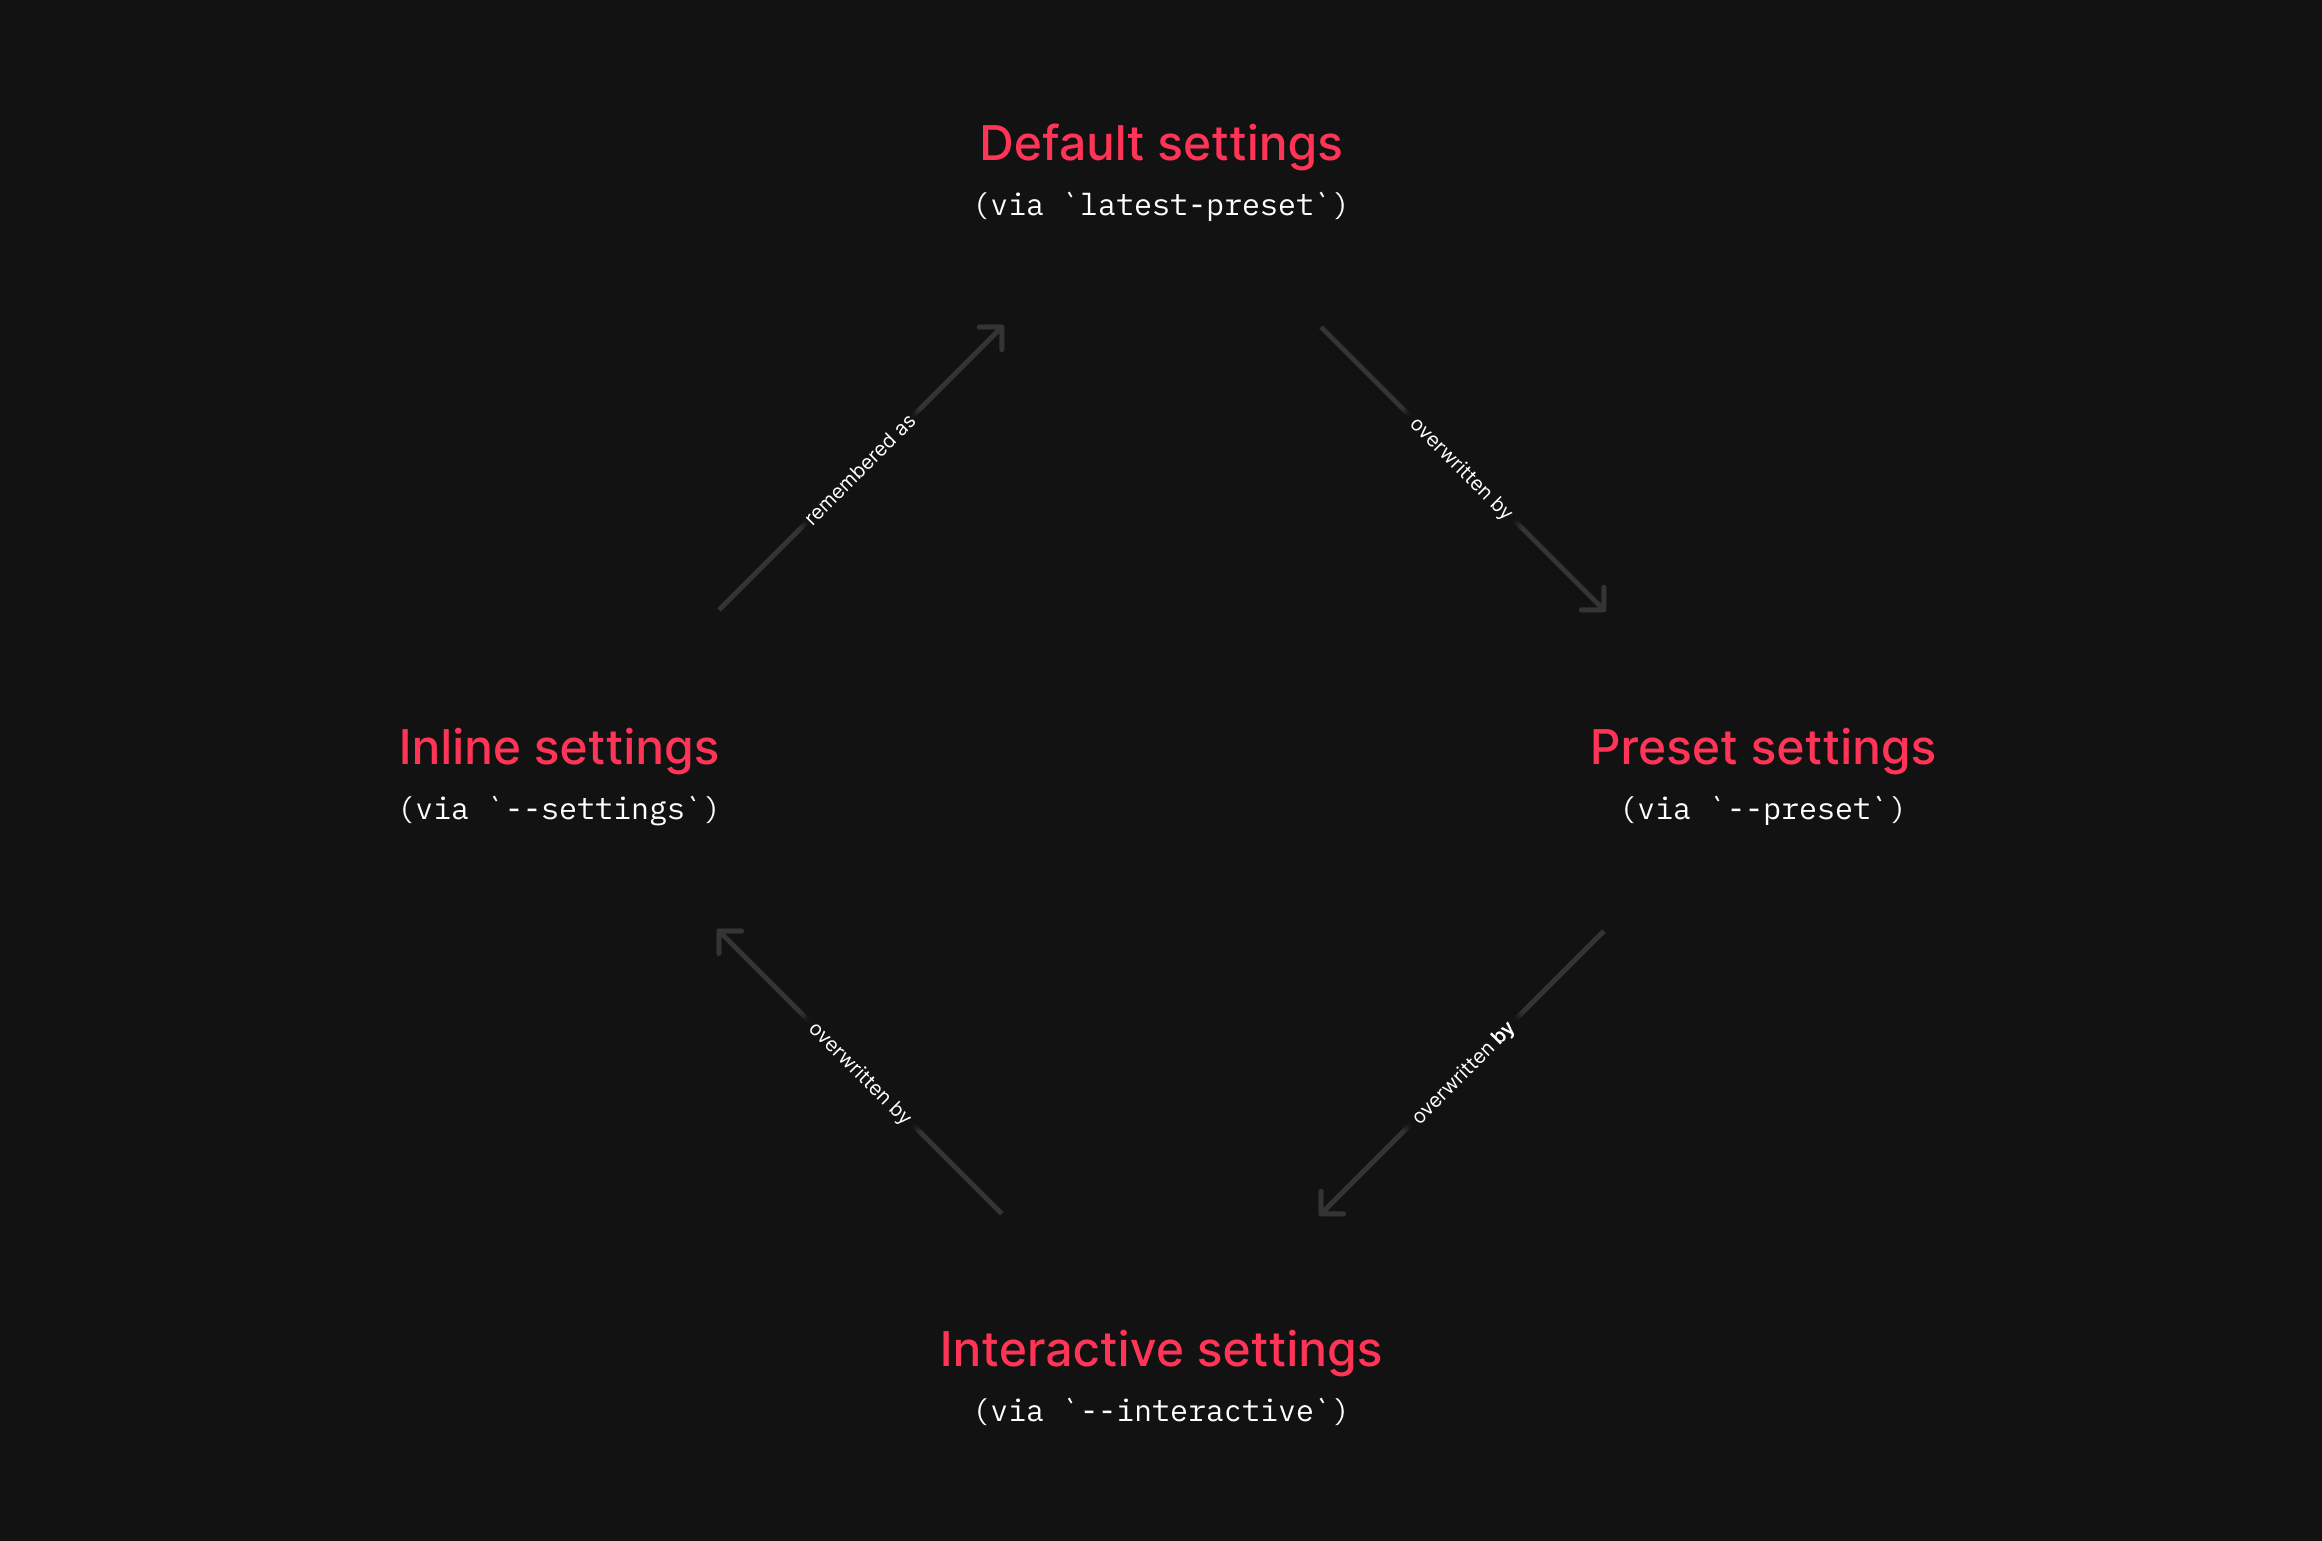 Default settings
(via `latest-preset`)
remembered as
overwritten by
Inline settings
(via `--settings`)
Preset settings
(via `--preset`)
overwritten by
overwritten by
Interactive settings
(via `--interactive`)